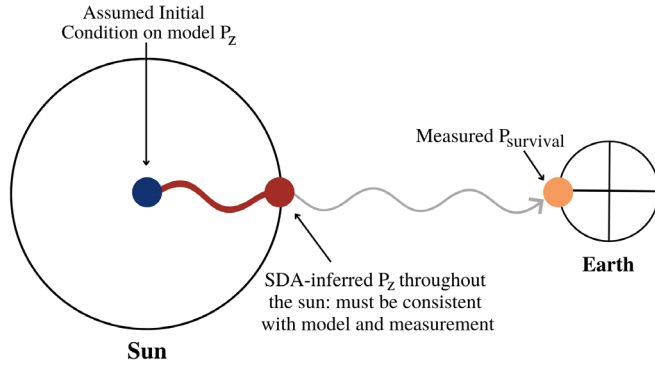 Assumed Initial
Condition on model P_z
Measured P_survival
SDA-inferred P_z throughout
the sun: must be consistent
with model and measurement
Earth
Sun